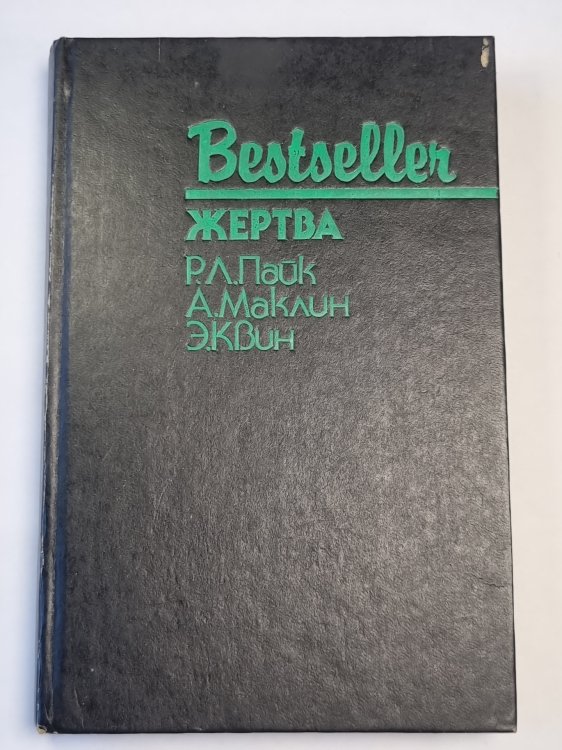 Bestseller
ЖЕРТВА
Р.Л.Пайк
А.Маклин
Э.Квин